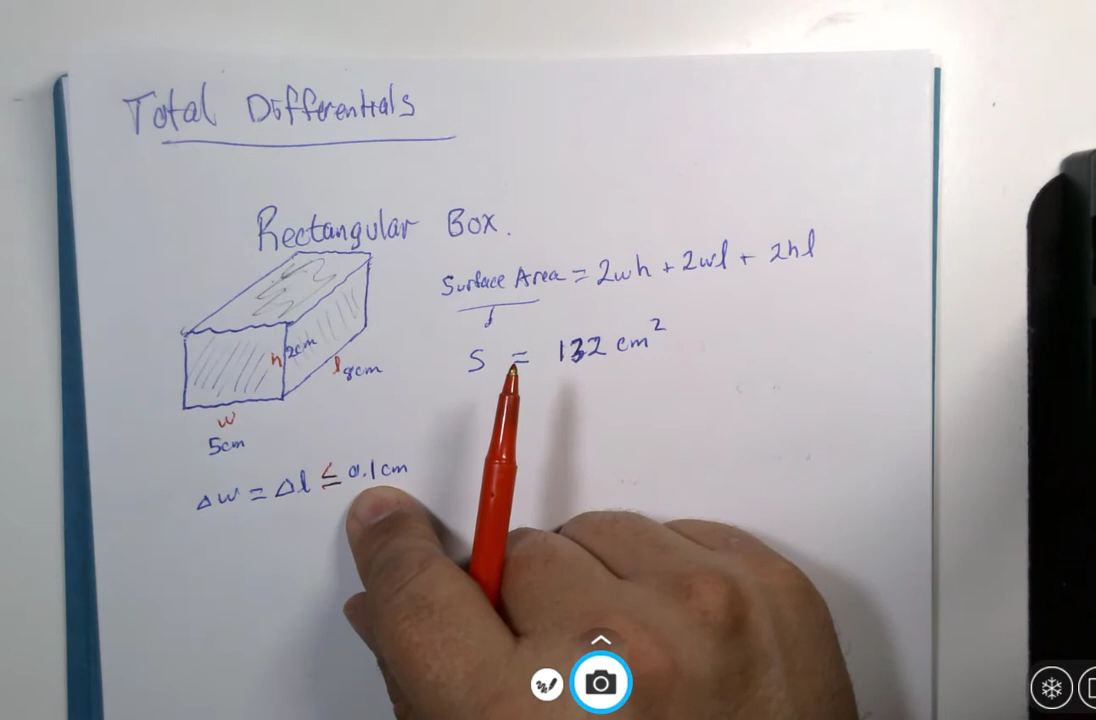 Total Differentials
Rectangular Box.
Surface Area = 2wh + 2wl + 2hl
S = 132 cm²
h 2cm
l 8cm
w
5cm
Δw = Δl ≤ 0.1cm